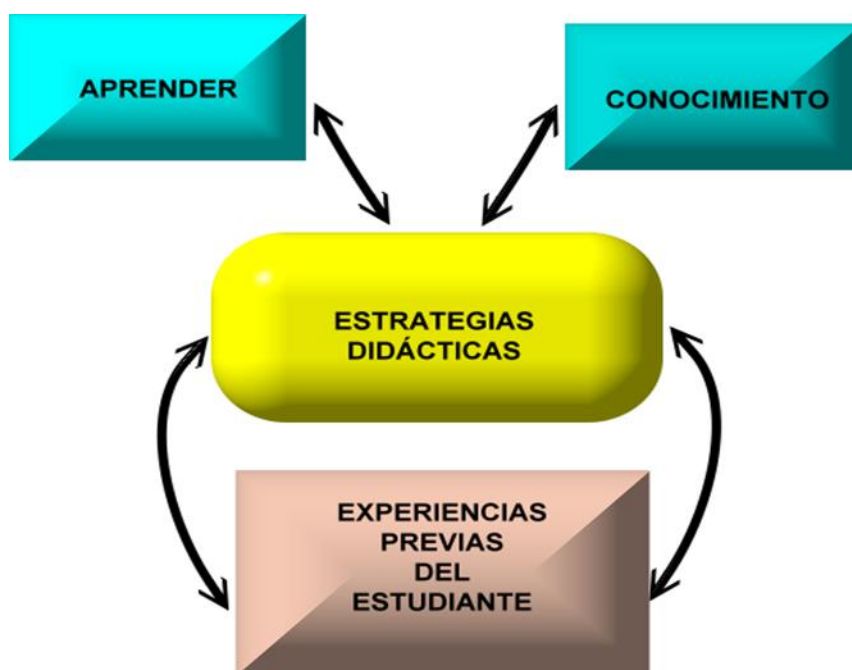 APRENDER
CONOCIMIENTO
ESTRATEGIAS
DIDÁCTICAS
EXPERIENCIAS
PREVIAS
DEL
ESTUDIANTE